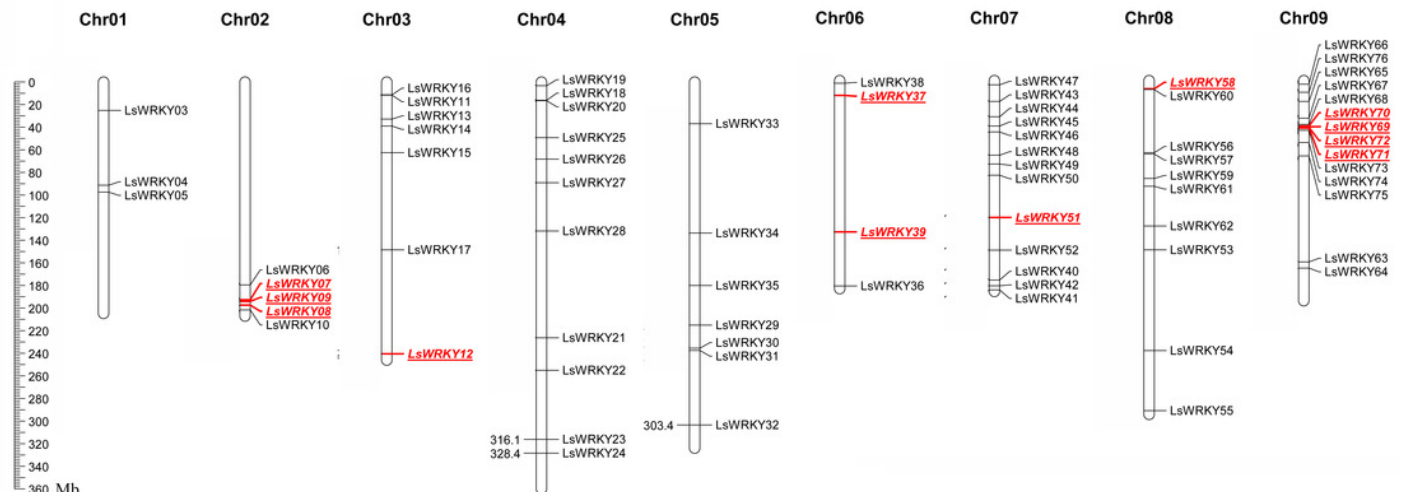 Chr01 Chr02 Chr03 Chr04 Chr05 Chr06 Chr07 Chr08 Chr09
0
20
40
60
80
100
120
140
160
180
200
220
240
260
280
300
320
340
360 Mb
LsWRKY03
LsWRKY04
LsWRKY05
LsWRKY06
LsWRKY07
LsWRKY09
LsWRKY08
LsWRKY10
LsWRKY16
LsWRKY11
LsWRKY13
LsWRKY14
LsWRKY15
LsWRKY17
LsWRKY12
LsWRKY19
LsWRKY18
LsWRKY20
LsWRKY25
LsWRKY26
LsWRKY27
LsWRKY28
LsWRKY21
LsWRKY22
316.1 LsWRKY23
328.4 LsWRKY24
LsWRKY33
LsWRKY34
LsWRKY35
LsWRKY29
LsWRKY30
LsWRKY31
303.4 LsWRKY32
LsWRKY38
LsWRKY37
LsWRKY39
LsWRKY36
LsWRKY47
LsWRKY43
LsWRKY44
LsWRKY45
LsWRKY46
LsWRKY48
LsWRKY49
LsWRKY50
LsWRKY51
LsWRKY52
LsWRKY40
LsWRKY42
LsWRKY41
LsWRKY58
LsWRKY60
LsWRKY56
LsWRKY57
LsWRKY59
LsWRKY61
LsWRKY62
LsWRKY53
LsWRKY54
LsWRKY55
LsWRKY66
LsWRKY76
LsWRKY65
LsWRKY67
LsWRKY68
LsWRKY70
LsWRKY69
LsWRKY72
LsWRKY71
LsWRKY73
LsWRKY74
LsWRKY75
LsWRKY63
LsWRKY64